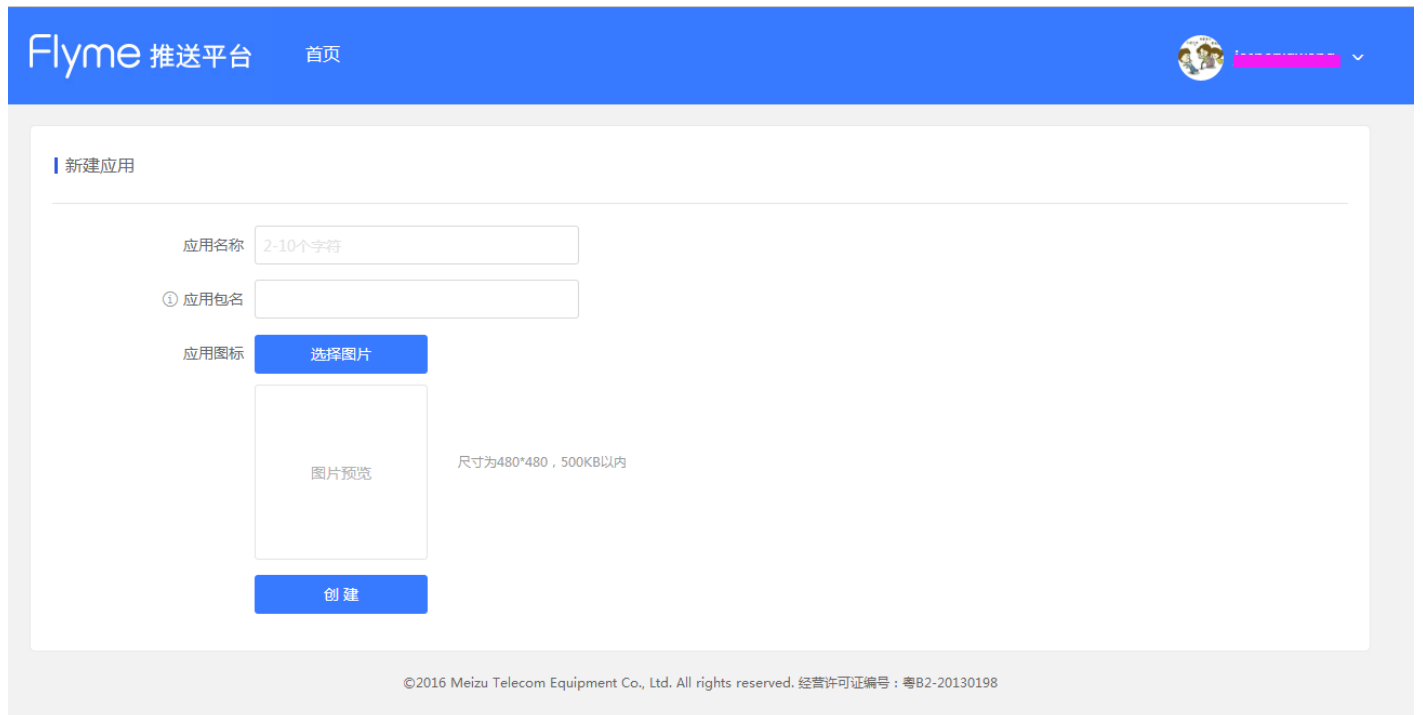 Flyme 推送平台 首页
新建应用
应用名称 2-10个字符
应用包名
应用图标 选择图片
图片预览 尺寸为480*480，500KB以内
创 建
©2016 Meizu Telecom Equipment Co., Ltd. All rights reserved. 经营许可证编号：粤B2-20130198